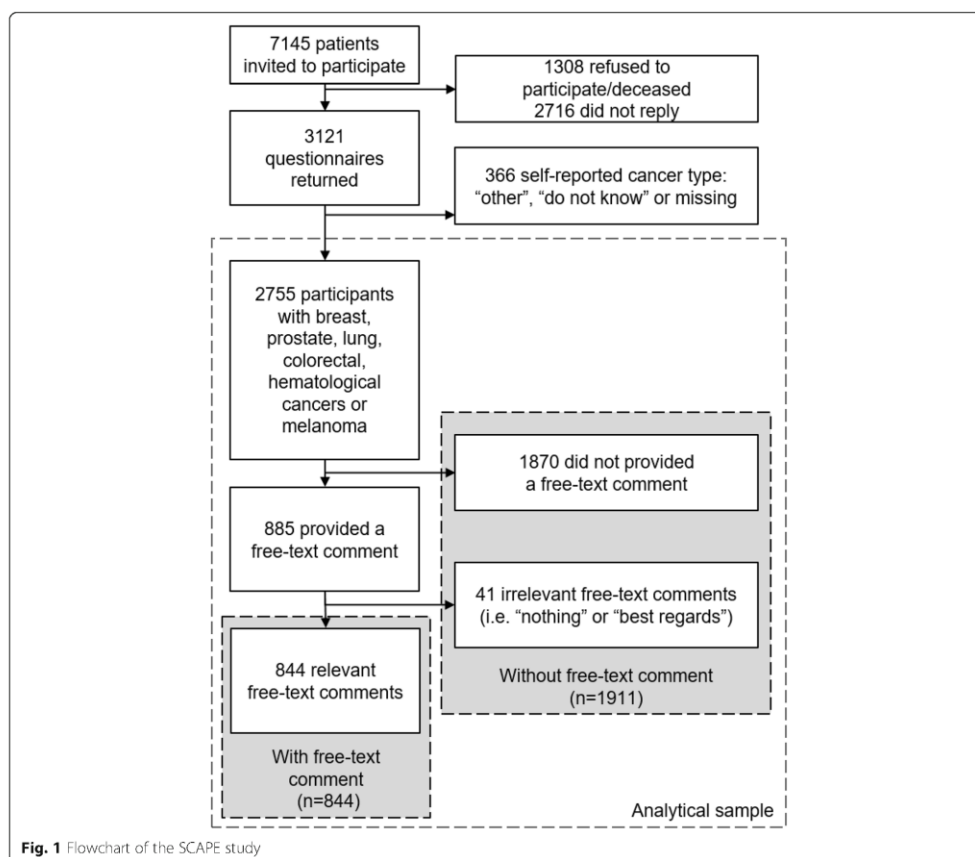 7145 patients
invited to participate
1308 refused to
participate/deceased
2716 did not reply
3121
questionnaires
returned
366 self-reported cancer type:
“other”, “do not know” or missing
2755 participants
with breast,
prostate, lung,
colorectal,
hematological
cancers or
melanoma
1870 did not provided
a free-text comment
885 provided a
free-text comment
41 irrelevant free-text comments
(i.e. “nothing” or “best regards”)
844 relevant
free-text comments
Without free-text comment
(n=1911)
With free-text
comment
(n=844)
Analytical sample
Fig. 1 Flowchart of the SCAPE study